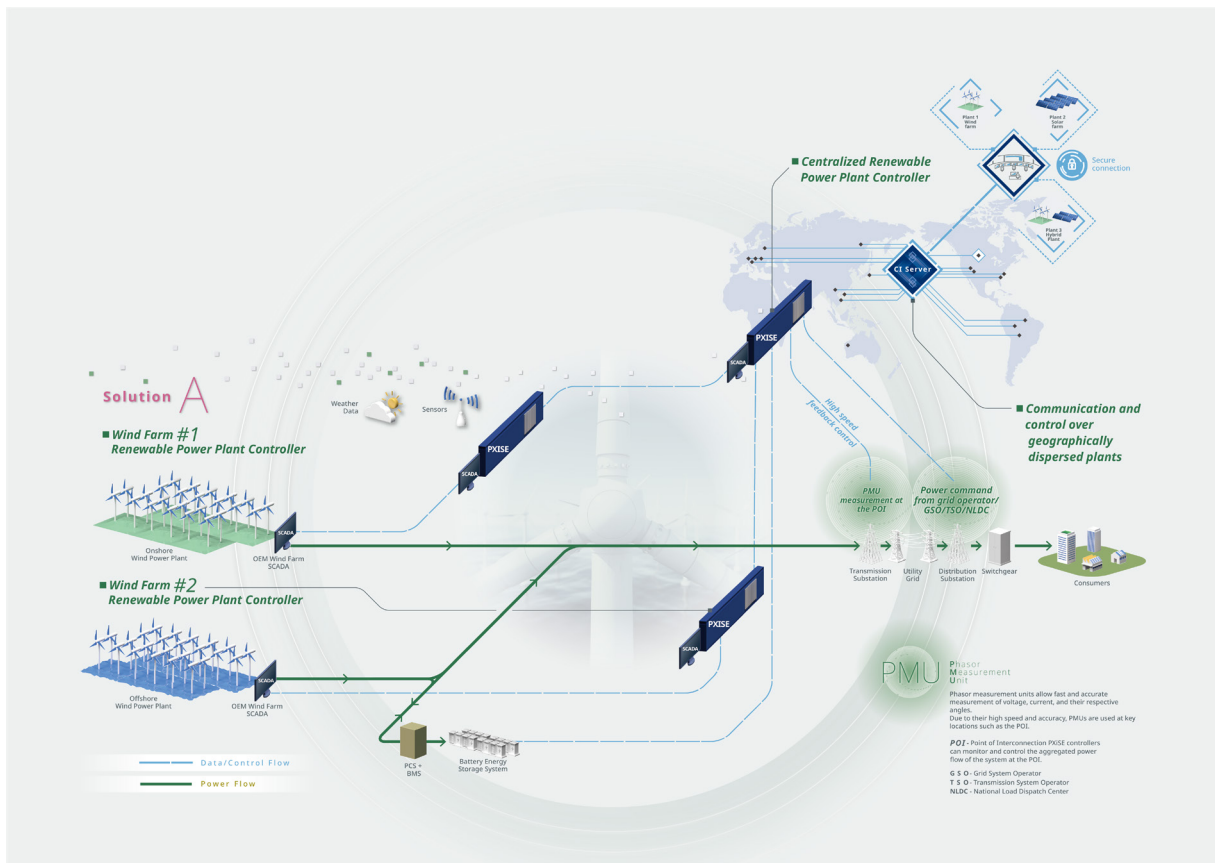 Plant 1
Wind
farm
Plant 2
Solar
farm
Secure
connection
Plant 3
Hybrid
Plant
■ Centralized Renewable
Power Plant Controller
CI Server
PXISE
SCADA
Solution A
Weather
Data
Sensors
PXISE
SCADA
High speed
feedback control
■ Communication and
control over
geographically
dispersed plants
■ Wind Farm #1
Renewable Power Plant Controller
PMU
measurement at
the POI
Power command
from grid operator/
GSO/TSO/NLDC
SCADA
Onshore
Wind Power Plant
OEM Wind Farm
SCADA
Transmission
Substation
Utility
Grid
Distribution
Substation
Switchgear
Consumers
■ Wind Farm #2
Renewable Power Plant Controller
PXISE
SCADA
SCADA
Offshore
Wind Power Plant
OEM Wind Farm
SCADA
PMU
Phasor
Measurement
Unit
Phasor measurement units allow fast and accurate
measurement of voltage, current, and their respective
angles.
Due to their high speed and accuracy, PMUs are used at key
locations such as the POI.
POI - Point of Interconnection PXiSE controllers
can monitor and control the aggregated power
flow of the system at the POI.
G S O - Grid System Operator
T S O - Transmission System Operator
NLDC - National Load Dispatch Center
PCS +
BMS
Battery Energy
Storage System
Data/Control Flow
Power Flow